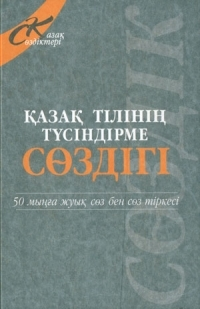 Қазақ
Сөздіктері
ҚАЗАҚ ТІЛІНІҢ
ТҮСІНДІРМЕ
СӨЗДІГІ
50 мыңға жуық сөз бен сөз тіркесі
СӨЗДІК